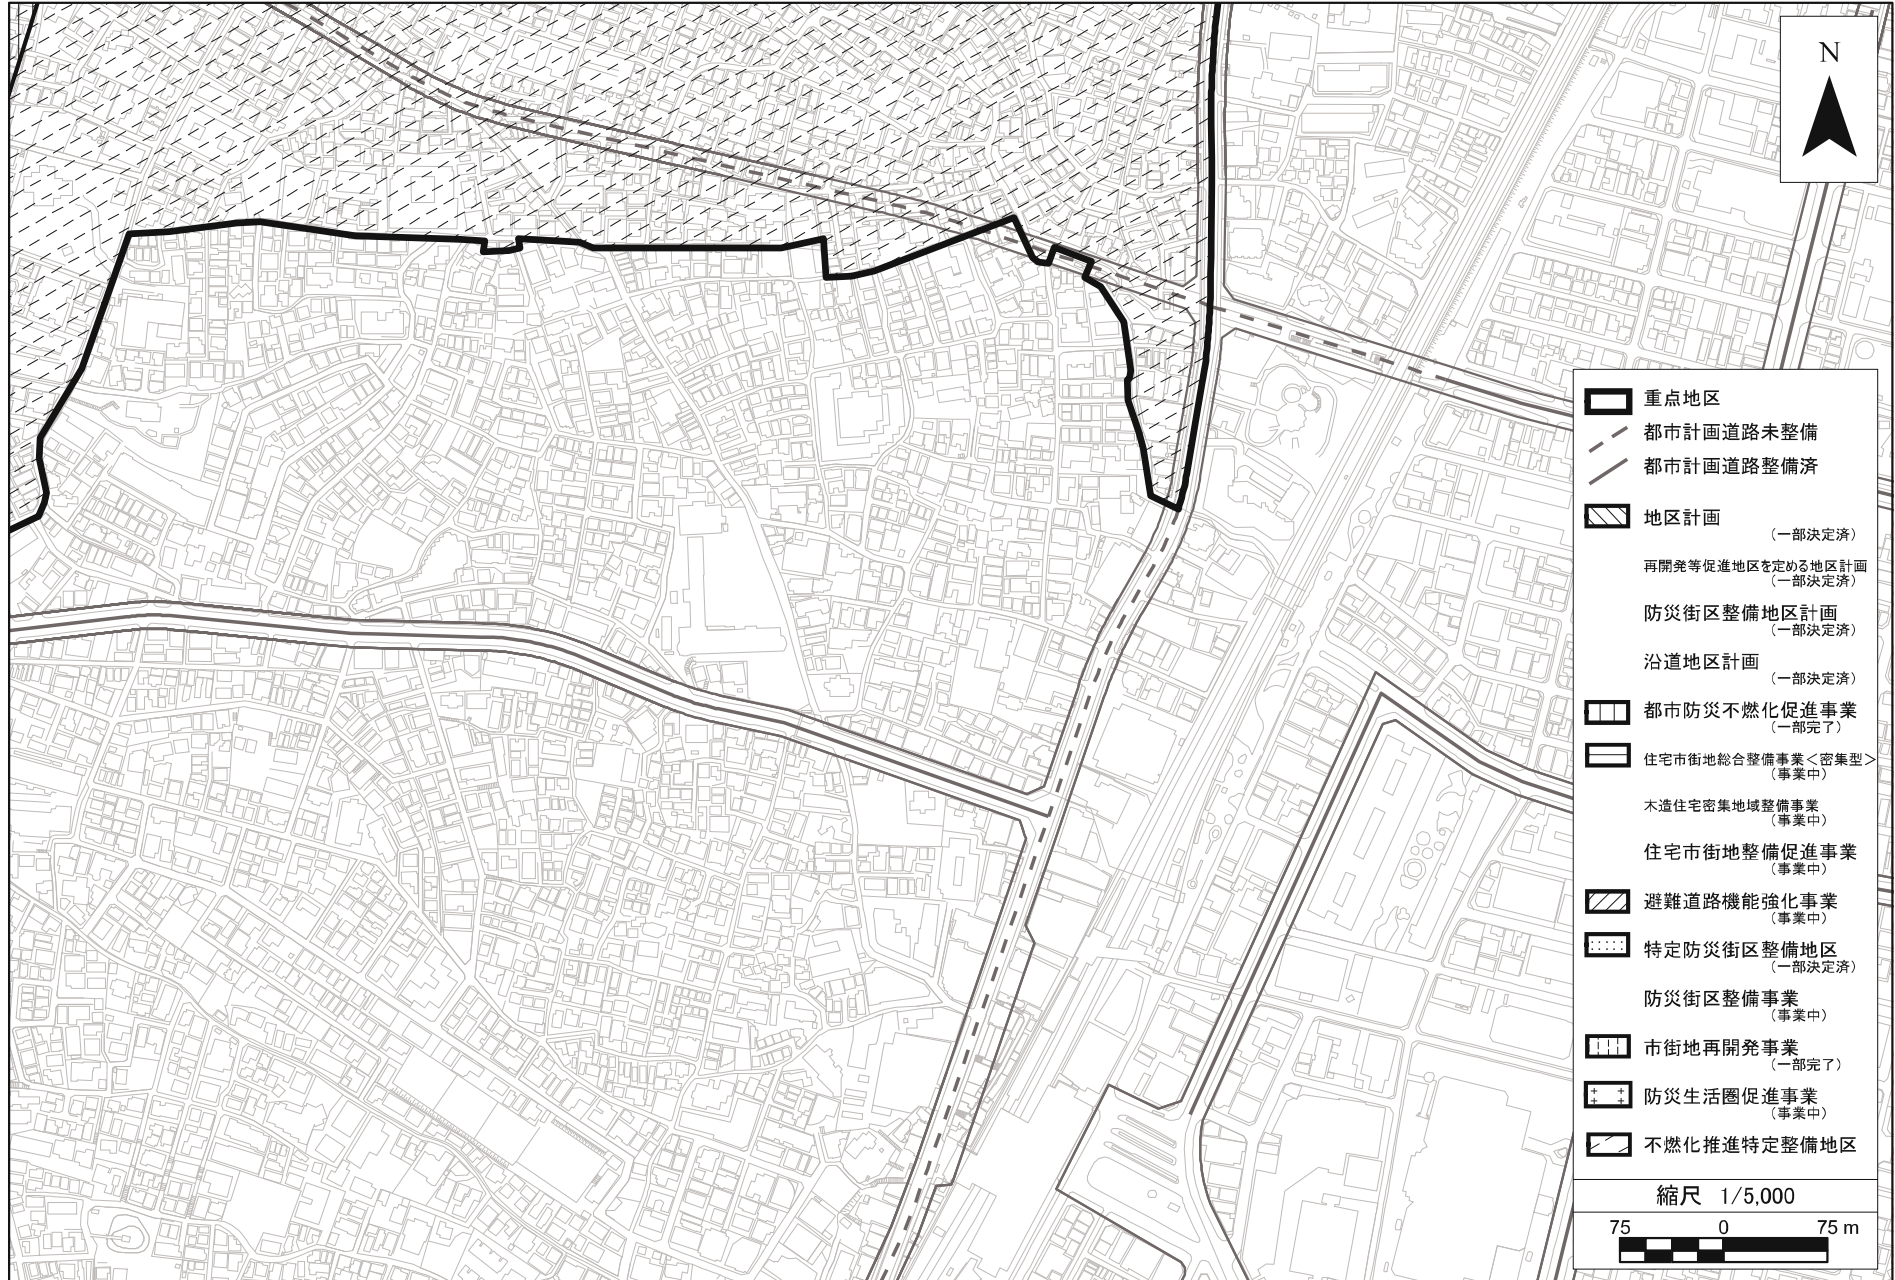 N
重点地区
都市計画道路未整備
都市計画道路整備済
地区計画
（一部決定済）
再開発等促進地区を定める地区計画
（一部決定済）
防災街区整備地区計画
（一部決定済）
沿道地区計画
（一部決定済）
都市防災不燃化促進事業
（一部完了）
住宅市街地総合整備事業＜密集型＞
（事業中）
木造住宅密集地域整備事業
（事業中）
住宅市街地整備促進事業
（事業中）
避難道路機能強化事業
（事業中）
特定防災街区整備地区
（一部決定済）
防災街区整備事業
（事業中）
市街地再開発事業
（一部完了）
防災生活圏促進事業
（事業中）
不燃化推進特定整備地区
縮尺 1/5,000
75 0 75 m